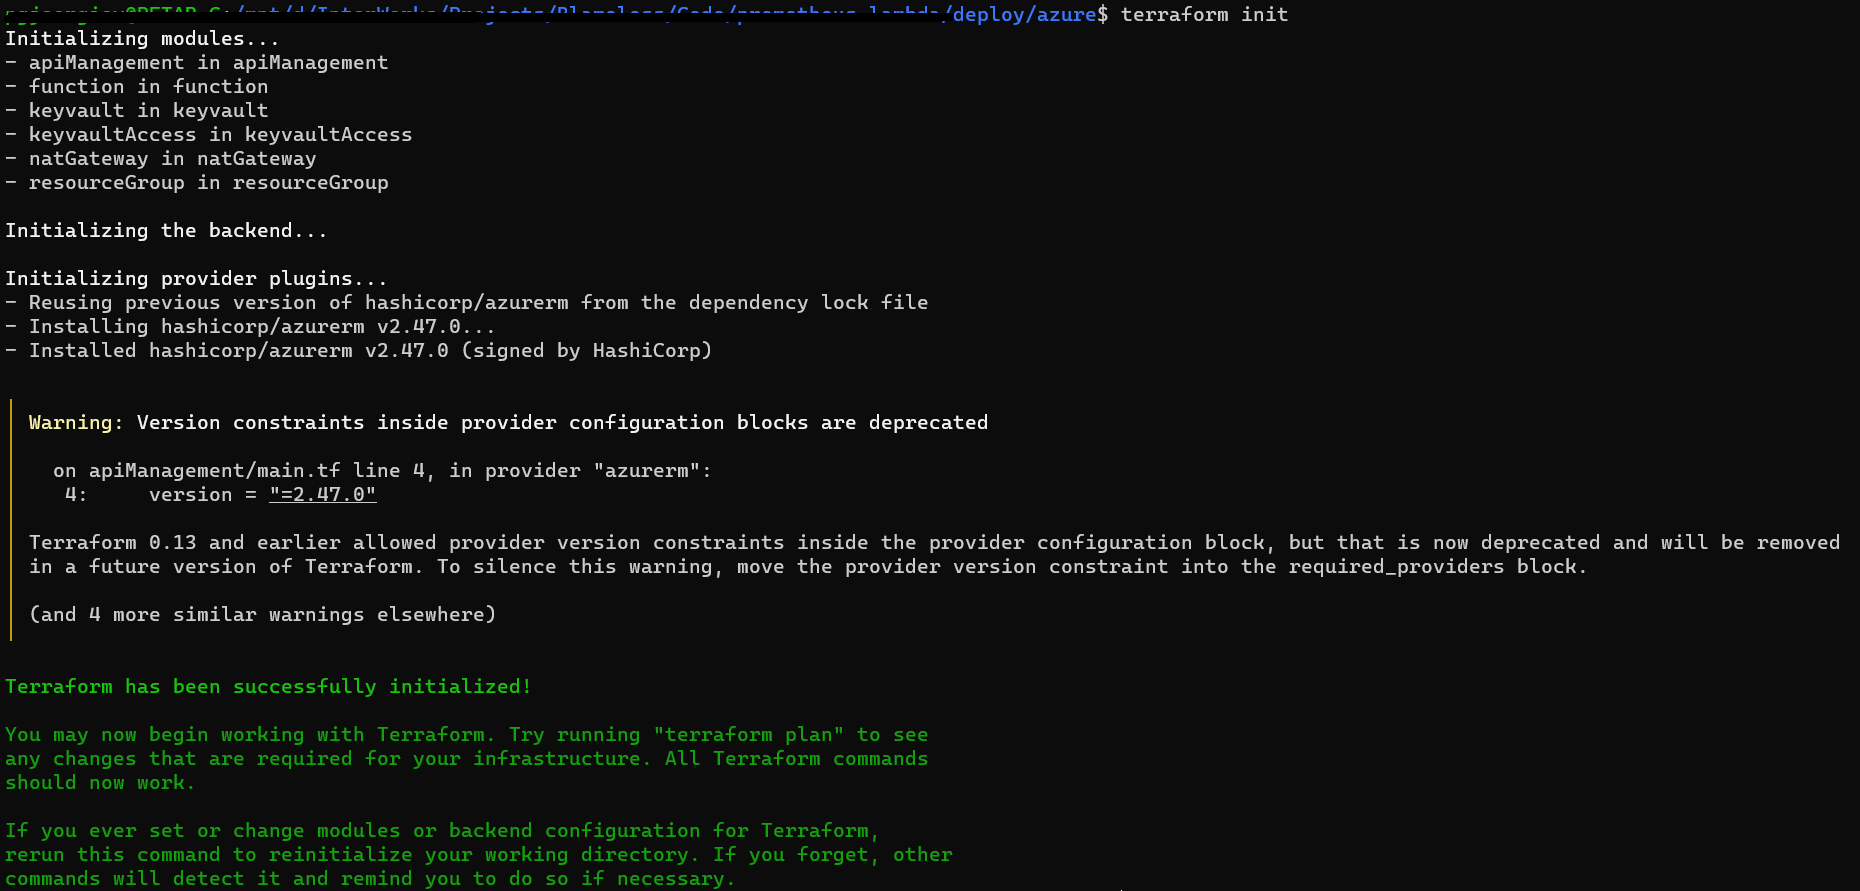 deploy/azure$ terraform init
Initializing modules...
- apiManagement in apiManagement
- function in function
- keyvault in keyvault
- keyvaultAccess in keyvaultAccess
- natGateway in natGateway
- resourceGroup in resourceGroup
Initializing the backend...
Initializing provider plugins...
- Reusing previous version of hashicorp/azurerm from the dependency lock file
- Installing hashicorp/azurerm v2.47.0...
- Installed hashicorp/azurerm v2.47.0 (signed by HashiCorp)
Warning: Version constraints inside provider configuration blocks are deprecated
on apiManagement/main.tf line 4, in provider "azurerm":
4: version = "=2.47.0"
Terraform 0.13 and earlier allowed provider version constraints inside the provider configuration block, but that is now deprecated and will be removed
in a future version of Terraform. To silence this warning, move the provider version constraint into the required_providers block.
(and 4 more similar warnings elsewhere)
Terraform has been successfully initialized!
You may now begin working with Terraform. Try running "terraform plan" to see
any changes that are required for your infrastructure. All Terraform commands
should now work.
If you ever set or change modules or backend configuration for Terraform,
rerun this command to reinitialize your working directory. If you forget, other
commands will detect it and remind you to do so if necessary.